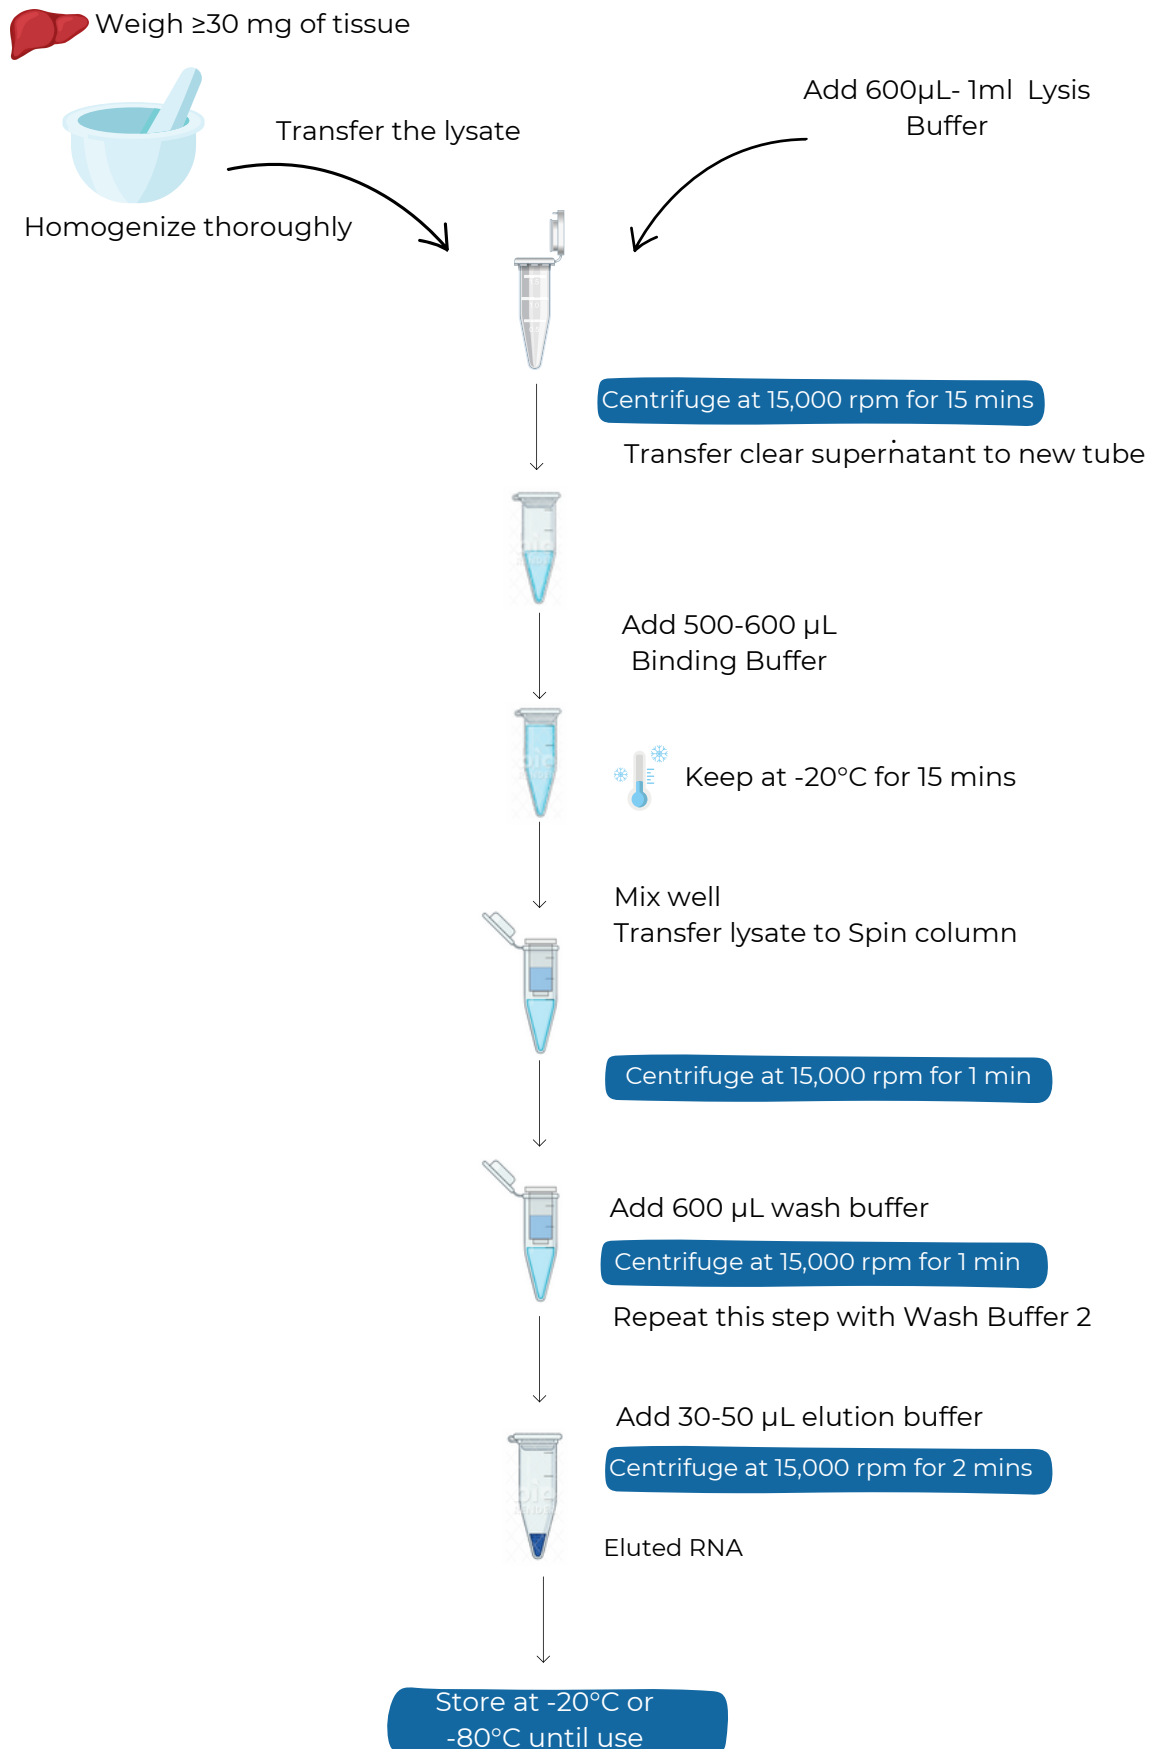 Weigh ≥30 mg of tissue
Add 600µL- 1ml Lysis
Buffer
Transfer the lysate
Homogenize thoroughly
Centrifuge at 15,000 rpm for 15 mins
Transfer clear supernatant to new tube
Add 500-600 µL
Binding Buffer
Keep at -20°C for 15 mins
Mix well
Transfer lysate to Spin column
Centrifuge at 15,000 rpm for 1 min
Add 600 µL wash buffer
Centrifuge at 15,000 rpm for 1 min
Repeat this step with Wash Buffer 2
Add 30-50 µL elution buffer
Centrifuge at 15,000 rpm for 2 mins
Eluted RNA
Store at -20°C or
-80°C until use